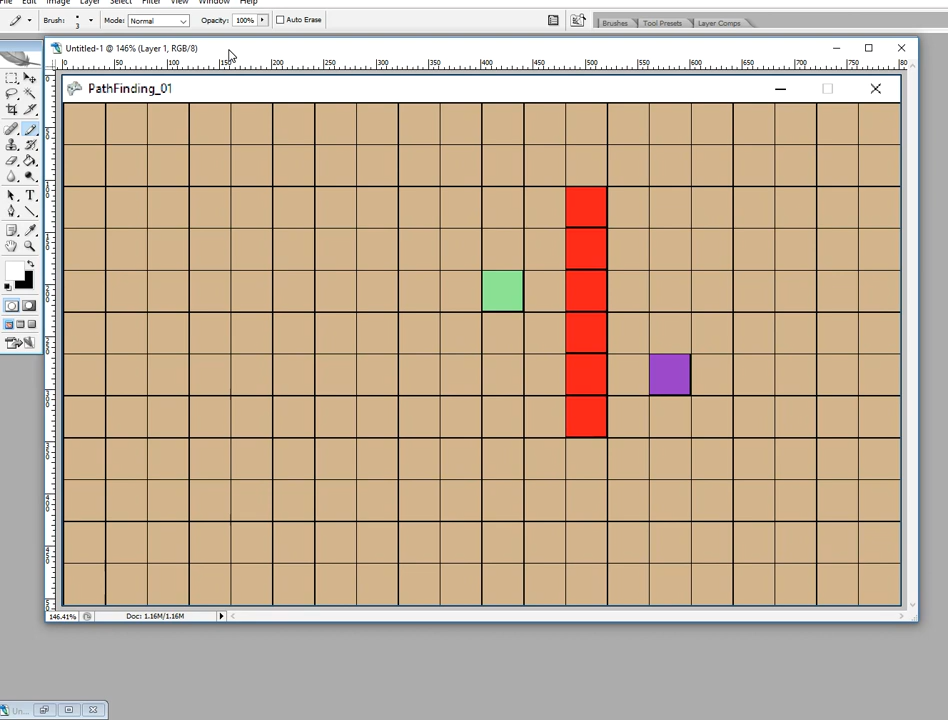 File Edit Image Layer Select Filter View Window Help
Brush: 3 Mode: Normal Opacity: 100% Auto Erase Brushes Tool Presets Layer Comps
Untitled-1 @ 146% (Layer 1, RGB/8)
0 50 100 150 200 250 300 350 400 450 500 550 600 650 700 750 80
PathFinding_01
T
146.41% Doc: 1.16M/1.16M
Un...